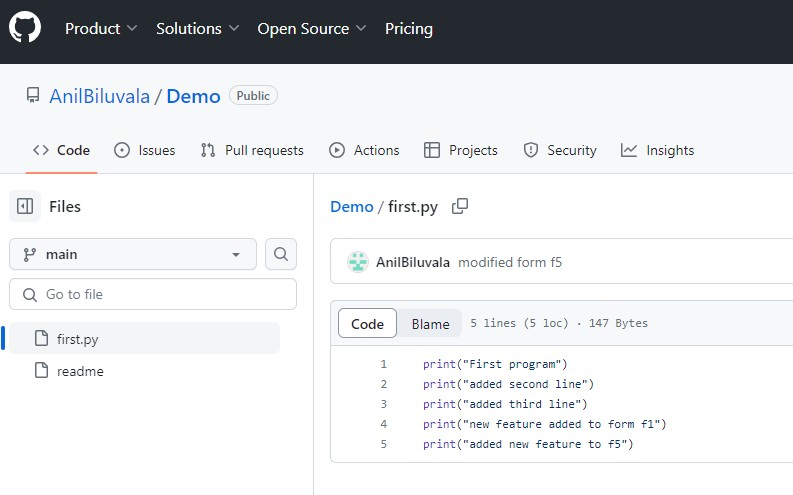 Product Solutions Open Source Pricing
AnilBiluvala / Demo Public
Code Issues Pull requests Actions Projects Security Insights
Files
main
Go to file
first.py
readme
Demo / first.py
AnilBiluvala modified form f5
Code Blame 5 lines (5 loc) · 147 Bytes
1 print("First program")
2 print("added second line")
3 print("added third line")
4 print("new feature added to form f1")
5 print("added new feature to f5")